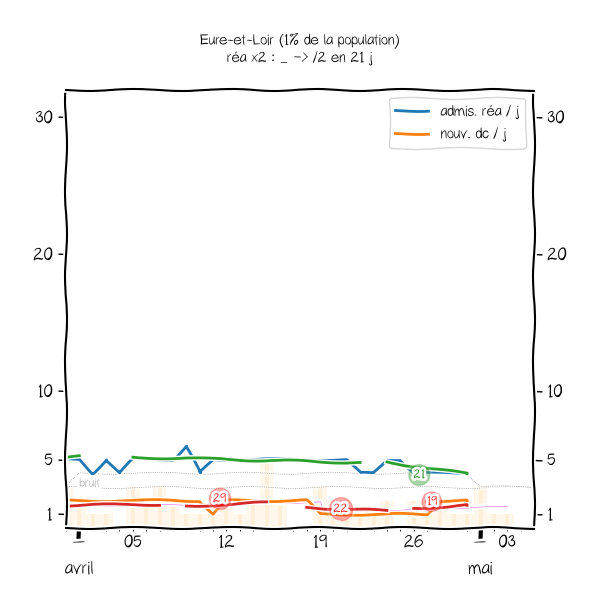 Eure-et-Loir (1% de la population)
réa x2 : _ -> /2 en 21 j
admis. réa / j
nouv. dc / j
30
30
20
20
10
10
5
5
21
bruit
29
19
22
1
1
05
12
19
26
03
avril
mai